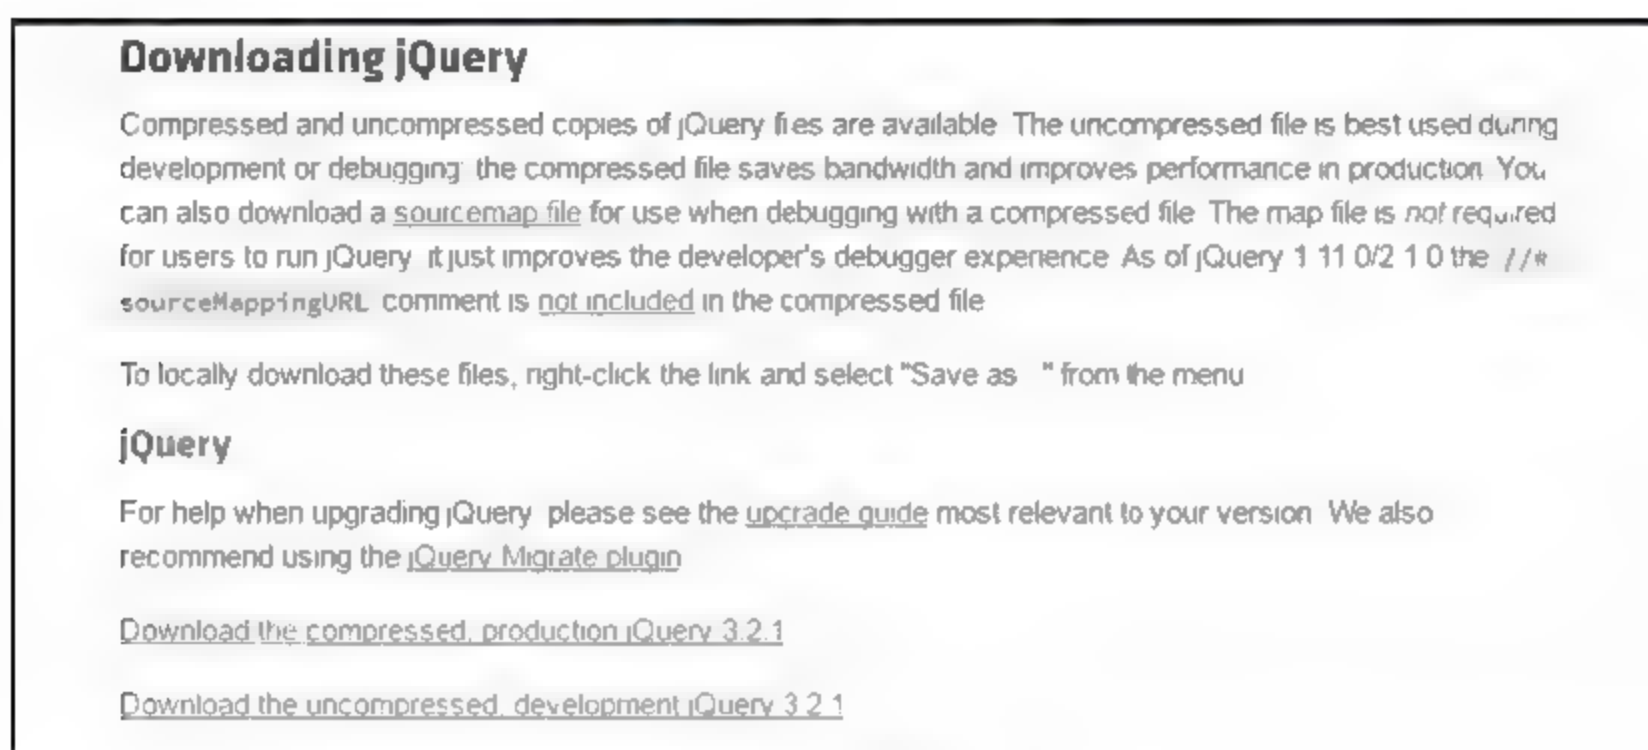 Downloading jQuery
Compressed and uncompressed copies of jQuery files are available. The uncompressed file is best used during
development or debugging; the compressed file saves bandwidth and improves performance in production. You
can also download a sourcemap file for use when debugging with a compressed file. The map file is not required
for users to run jQuery, it just improves the developer's debugger experience. As of jQuery 1.11.0/2.1.0 the //#
sourceMappingURL comment is not included in the compressed file.
To locally download these files, right-click the link and select "Save as..." from the menu.
jQuery
For help when upgrading jQuery, please see the upgrade guide most relevant to your version. We also
recommend using the jQuery Migrate plugin.
Download the compressed, production jQuery 3.2.1
Download the uncompressed, development jQuery 3.2.1